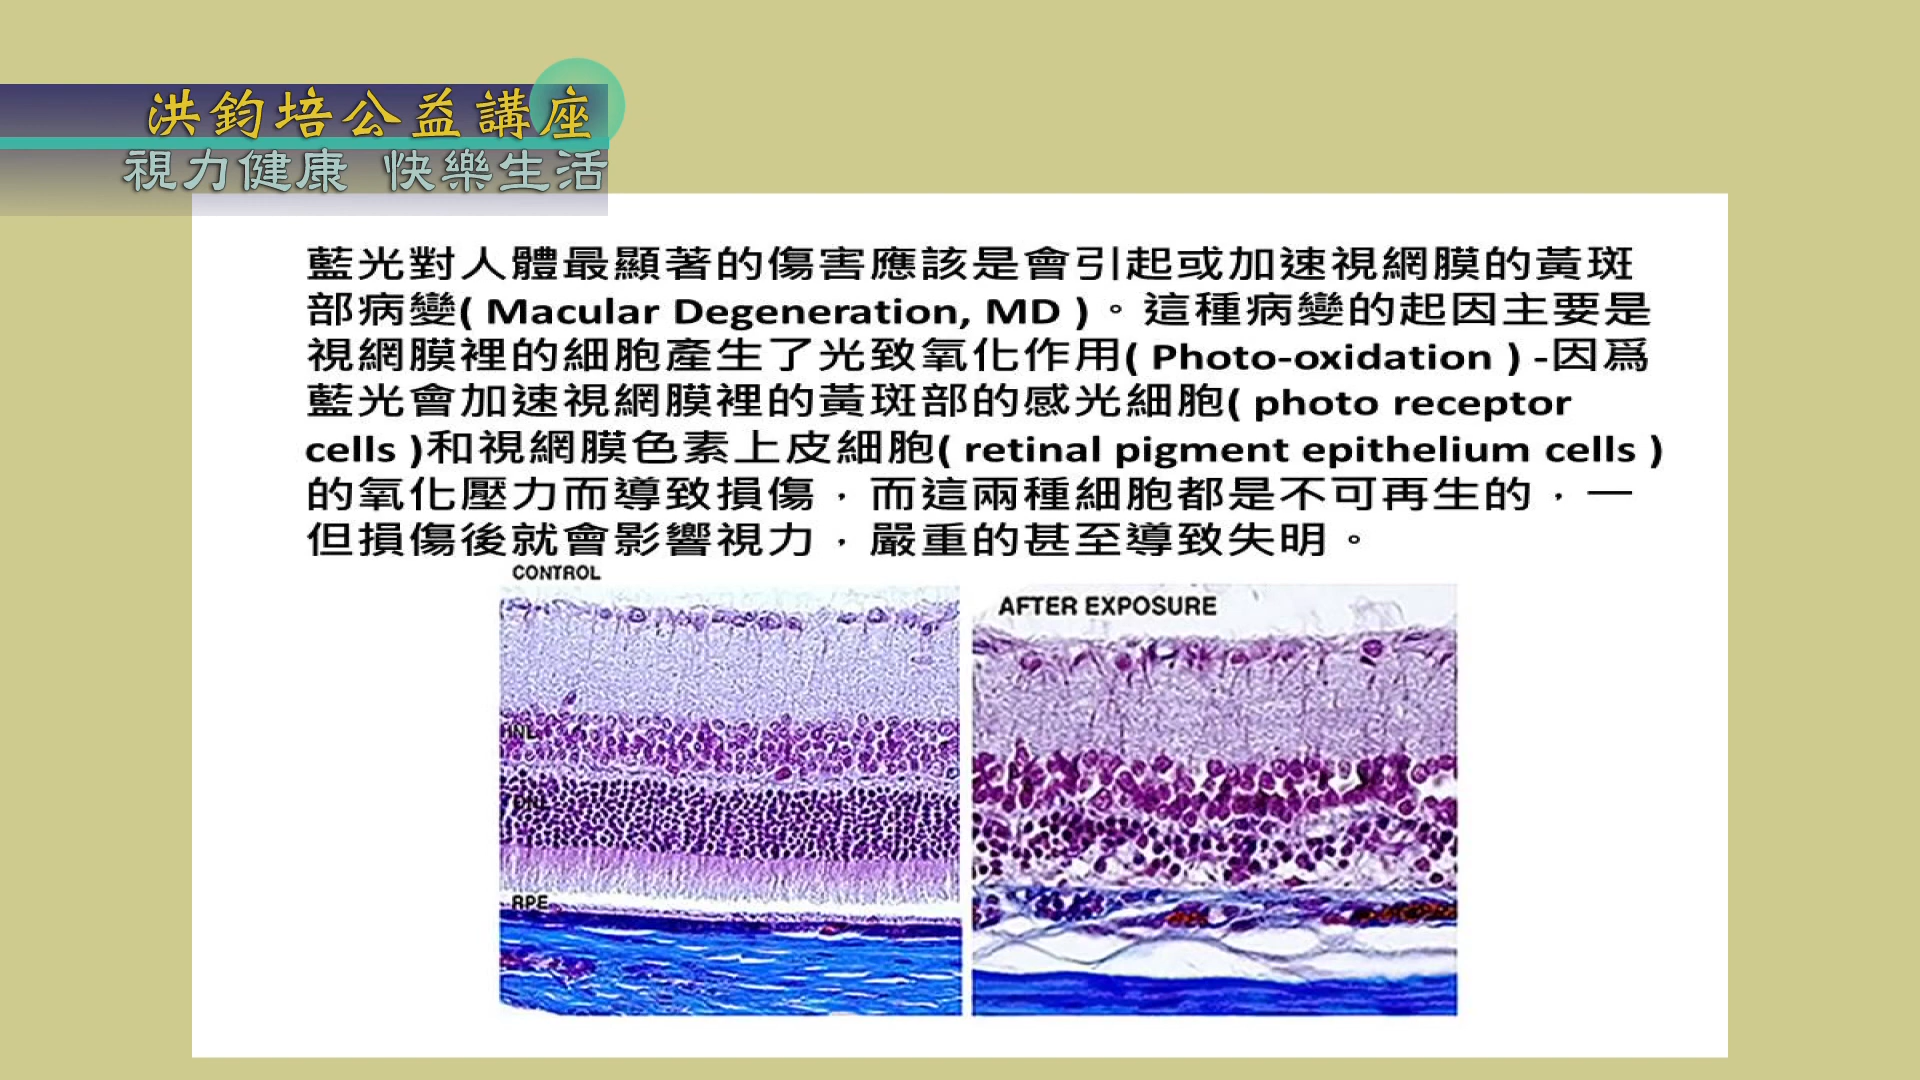 洪鈞培公益講座
視力健康 快樂生活
藍光對人體最顯著的傷害應該是會引起或加速視網膜的黃斑
部病變( Macular Degeneration, MD )。這種病變的起因主要是
視網膜裡的細胞產生了光致氧化作用( Photo-oxidation ) -因爲
藍光會加速視網膜裡的黃斑部的感光細胞( photo receptor
cells )和視網膜色素上皮細胞( retinal pigment epithelium cells )
的氧化壓力而導致損傷，而這兩種細胞都是不可再生的，一
但損傷後就會影響視力，嚴重的甚至導致失明。
CONTROL
AFTER EXPOSURE
INL
ONL
RPE